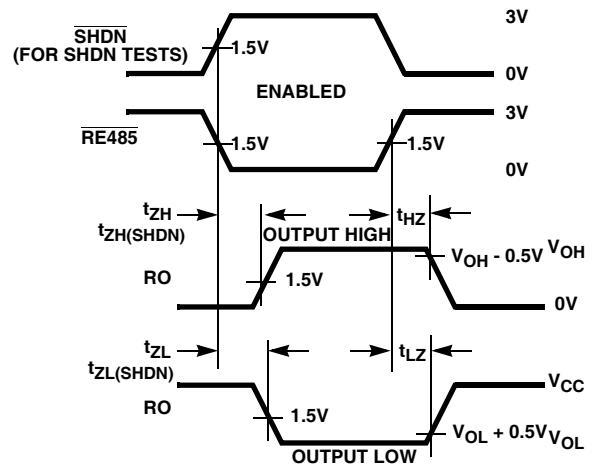 SHDN
(FOR SHDN TESTS)
3V
1.5V
0V
ENABLED
3V
RE485
1.5V
1.5V
0V
tZH
tZH(SHDN)
OUTPUT HIGH
tHZ
VOH - 0.5V
VOH
RO
1.5V
0V
tZL
tZL(SHDN)
tLZ
VCC
RO
1.5V
VOL + 0.5V
VOL
OUTPUT LOW